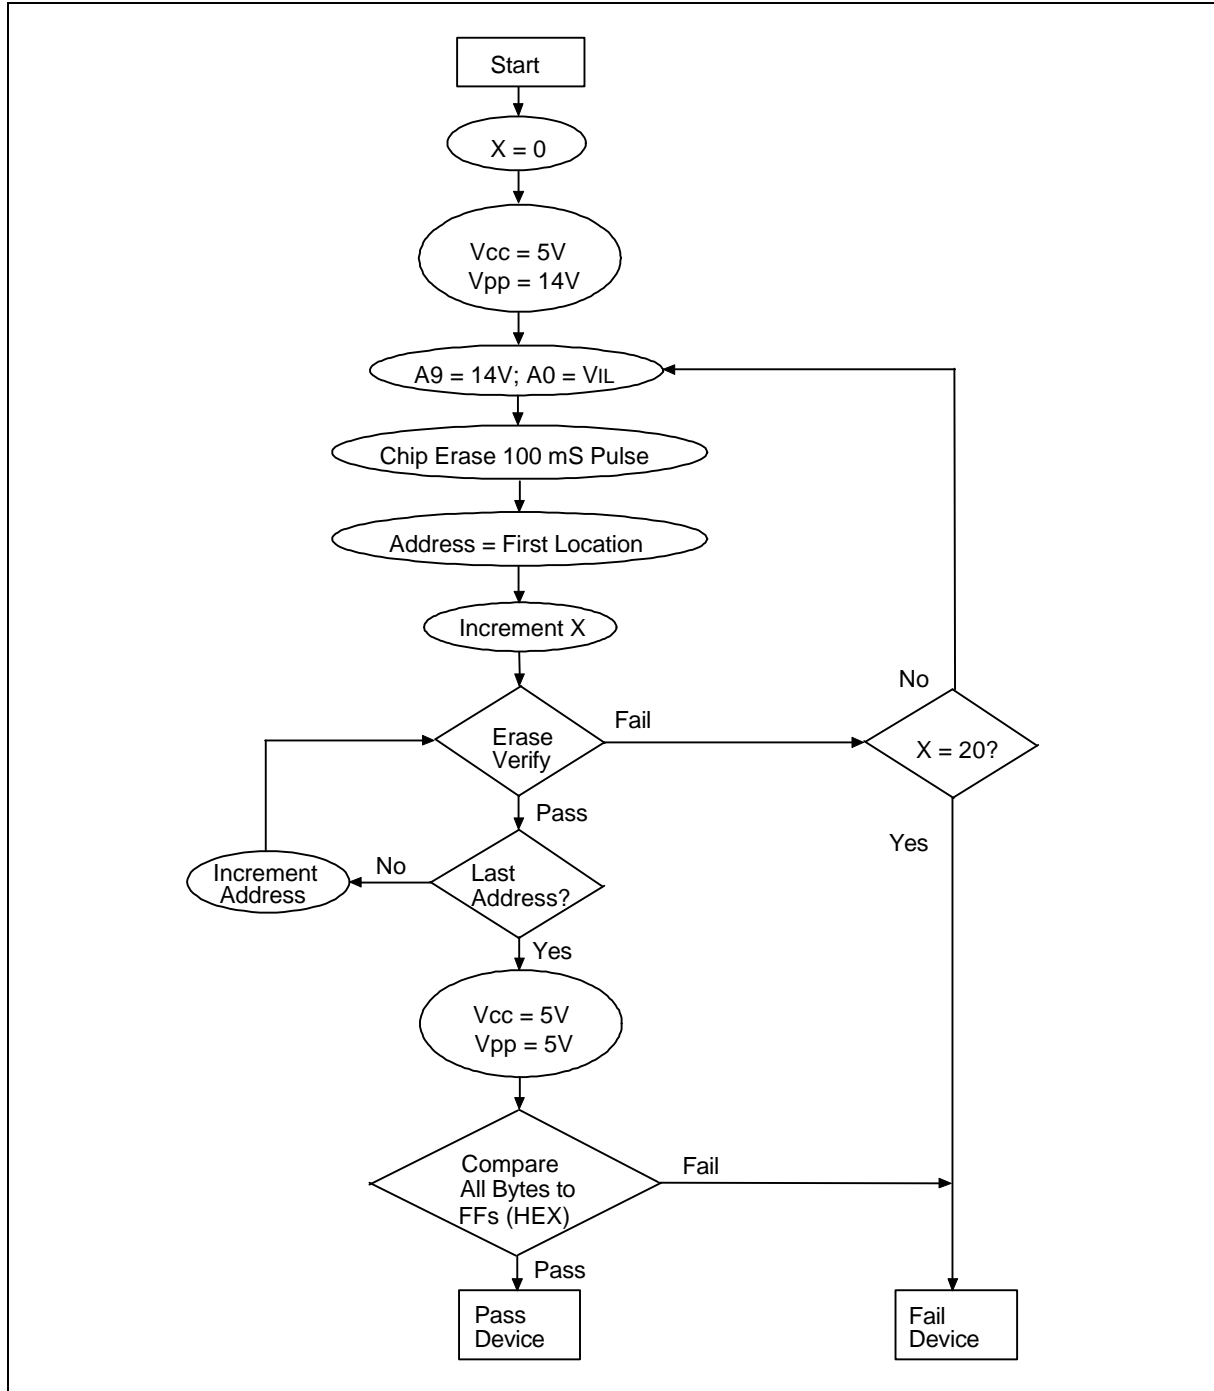 Start
X = 0
Vcc = 5V
Vpp = 14V
A9 = 14V; A0 = VIL
Chip Erase 100 mS Pulse
Address = First Location
Increment X
No
Fail
Erase
Verify
X = 20?
Pass
Yes
No
Increment
Address
Last
Address?
Yes
Vcc = 5V
Vpp = 5V
Compare
All Bytes to
FFs (HEX)
Fail
Pass
Pass
Device
Fail
Device